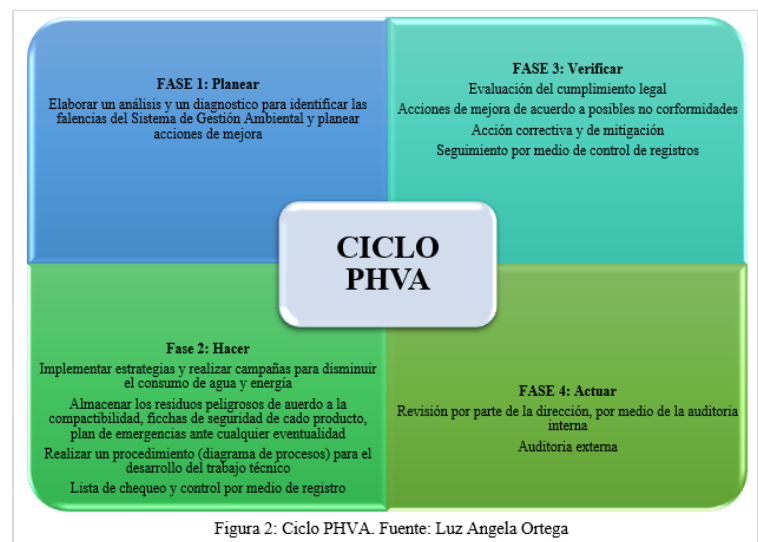 FASE 1: Planear
Elaborar un análisis y un diagnostico para identificar las
falencias del Sistema de Gestión Ambiental y planear
acciones de mejora
FASE 3: Verificar
Evaluación del cumplimiento legal
Acciones de mejora de acuerdo a posibles no corformidades
Acción correctiva y de mitigación
Seguimiento por medio de control de registros
CICLO
PHVA
Fase 2: Hacer
Implementar estrategias y realizar campañas para disminuir
el consumo de agua y energía
Almacenar los residuos peligrosos de auerdo a la
compactibilidad, ficchas de seguridad de cado producto,
plan de emergencias ante cualquier eventualidad
Realizar un procedimiento (diagrama de procesos) para el
desarrollo del trabajo técnico
Lista de chequeo y control por medio de registro
FASE 4: Actuar
Revisión por parte de la dirección, por medio de la auditoria
interna
Auditoria externa
Figura 2: Ciclo PHVA. Fuente: Luz Angela Ortega